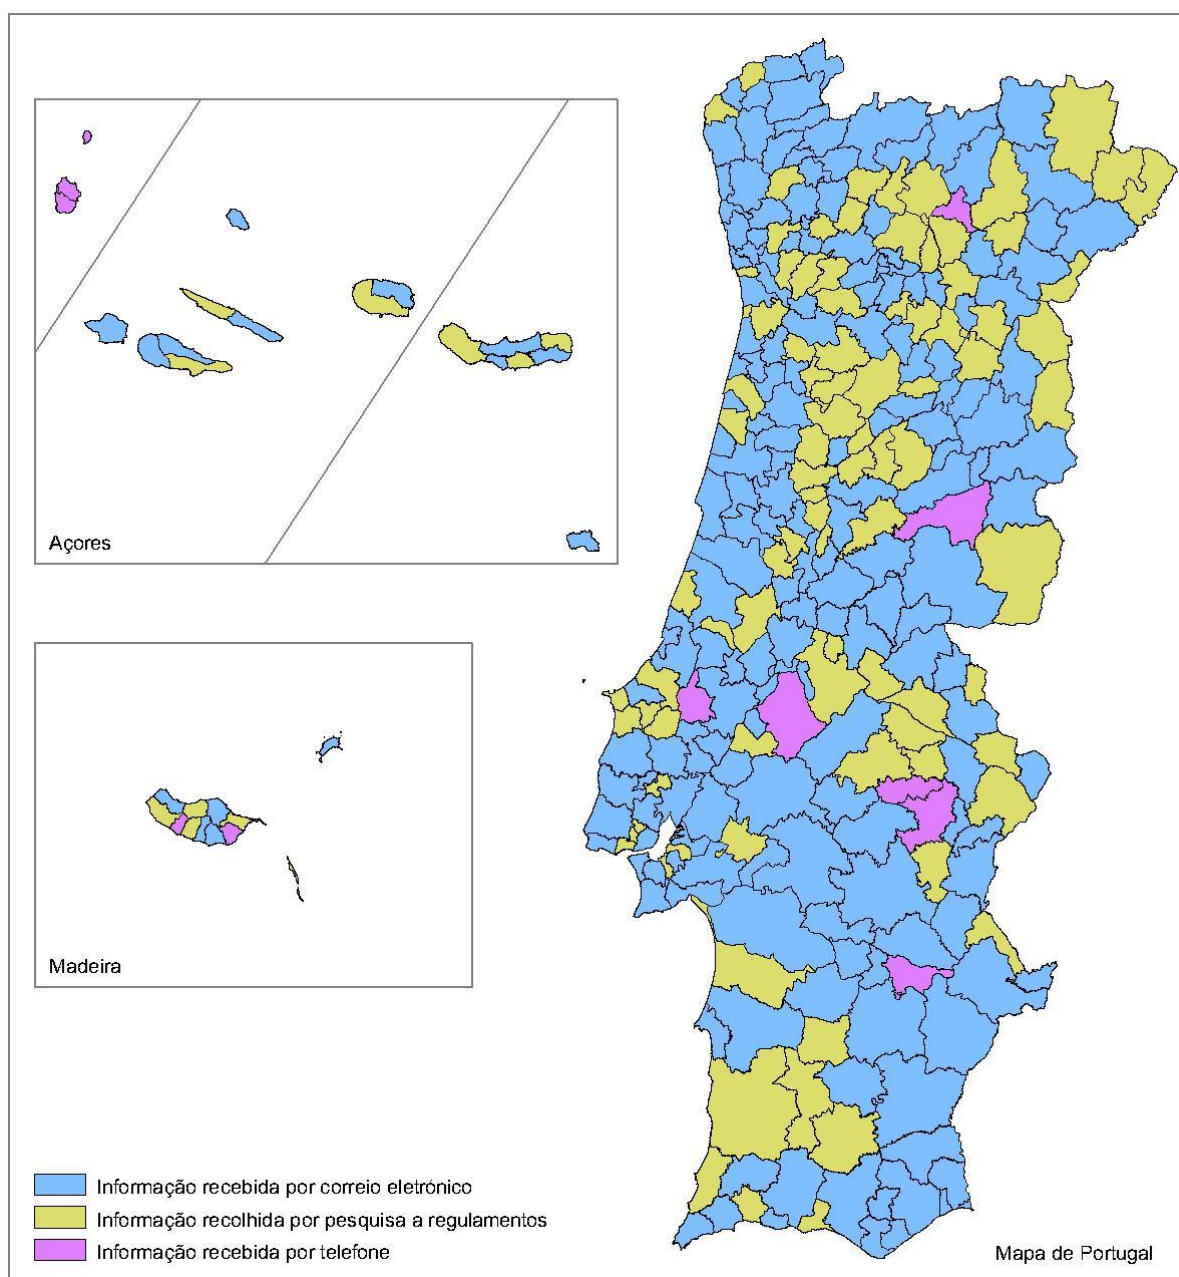 Açores
Madeira
Informação recebida por correio eletrónico
Informação recolhida por pesquisa a regulamentos
Informação recebida por telefone
Mapa de Portugal